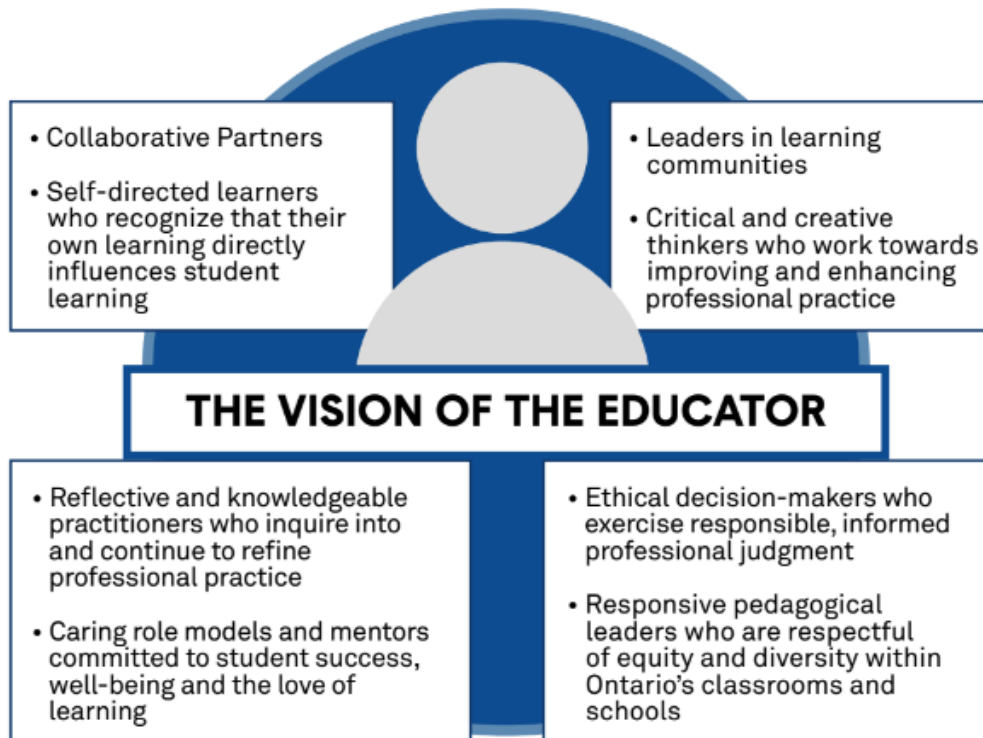 • Collaborative Partners
• Self-directed learners
who recognize that their
own learning directly
influences student
learning
• Leaders in learning
communities
• Critical and creative
thinkers who work towards
improving and enhancing
professional practice
THE VISION OF THE EDUCATOR
• Reflective and knowledgeable
practitioners who inquire into
and continue to refine
professional practice
• Caring role models and mentors
committed to student success,
well-being and the love of
learning
• Ethical decision-makers who
exercise responsible, informed
professional judgment
• Responsive pedagogical
leaders who are respectful
of equity and diversity within
Ontario's classrooms and
schools